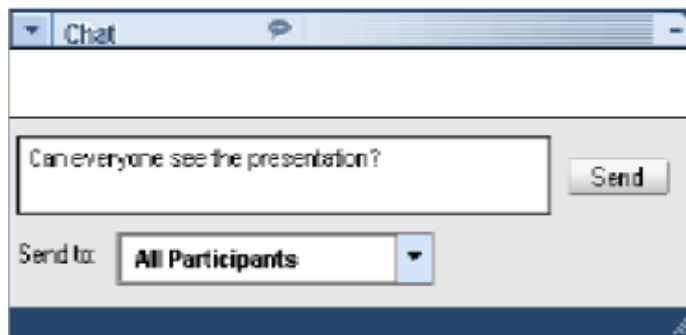 Chat
Can everyone see the presentation?
Send
Send to:
All Participants